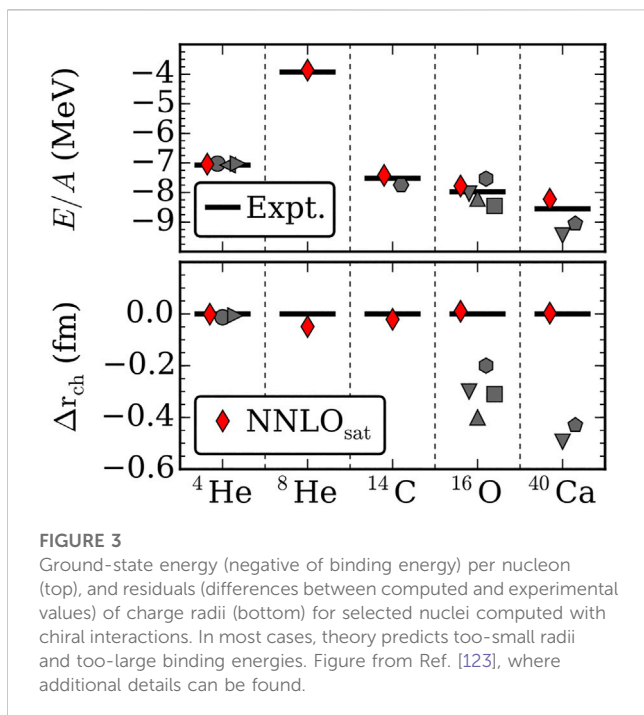 E/A (MeV)
−4
−5
−6
−7
−8
−9
Expt.
Δr_ch (fm)
0.0
−0.2
−0.4
−0.6
NNLO_sat
⁴He ⁸He ¹⁴C ¹⁶O ⁴⁰Ca
FIGURE 3
Ground-state energy (negative of binding energy) per nucleon
(top), and residuals (differences between computed and experimental
values) of charge radii (bottom) for selected nuclei computed with
chiral interactions. In most cases, theory predicts too-small radii
and too-large binding energies. Figure from Ref. [123], where
additional details can be found.